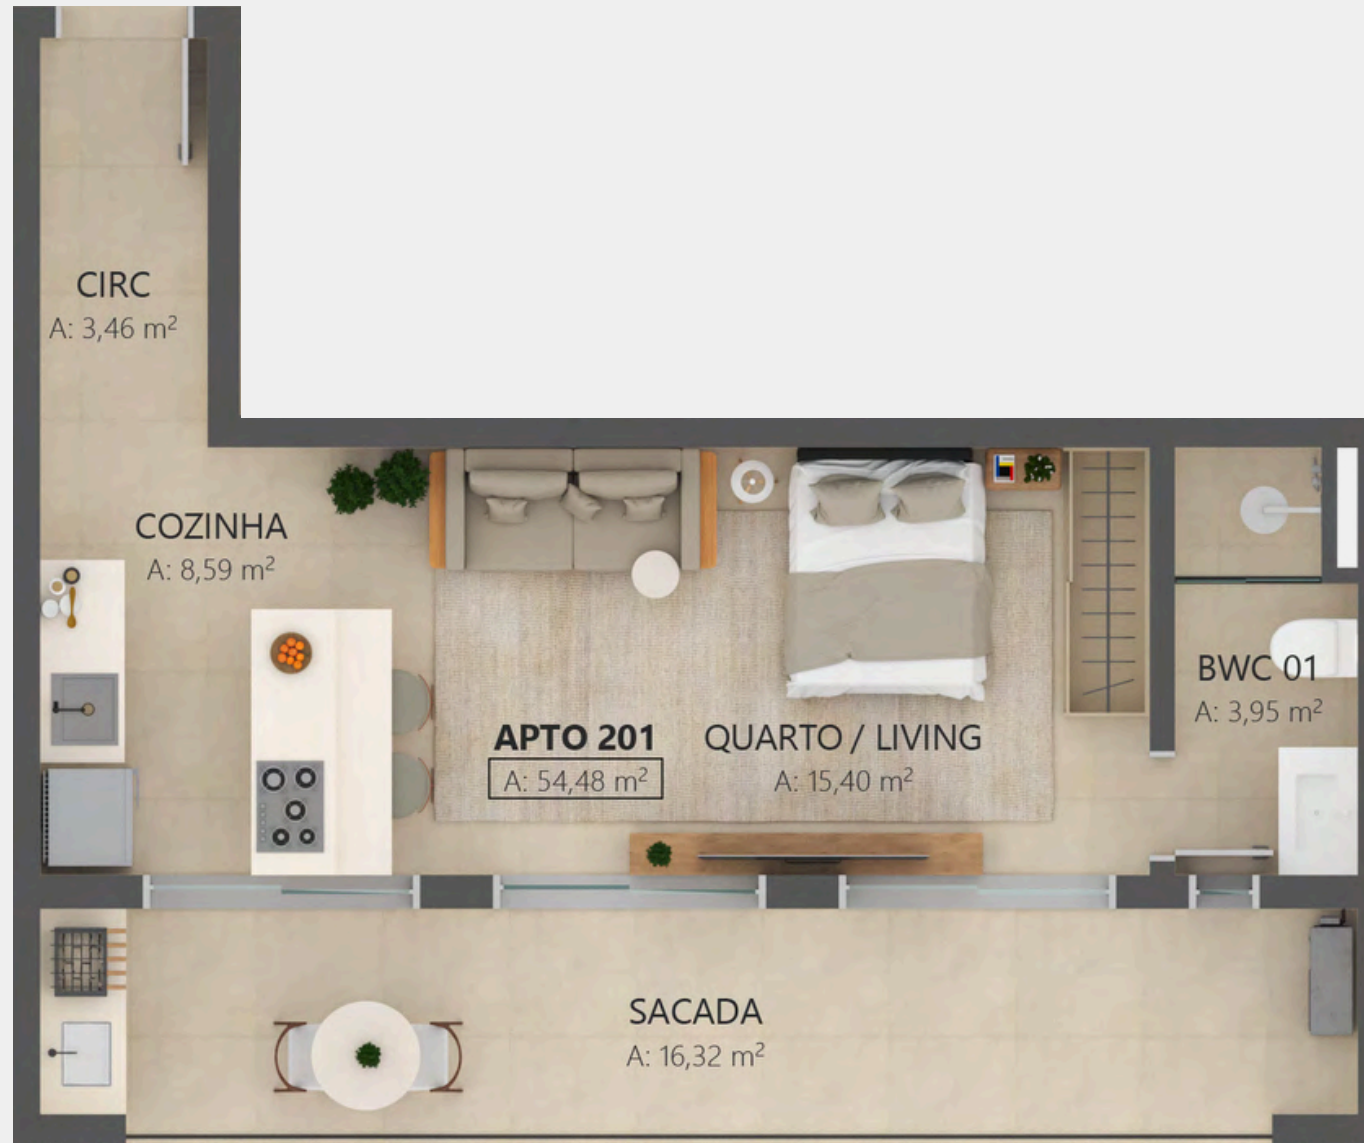 CIRC
A: 3,46 m²
COZINHA
A: 8,59 m²
APTO 201
A: 54,48 m²
QUARTO / LIVING
A: 15,40 m²
BWC 01
A: 3,95 m²
SACADA
A: 16,32 m²